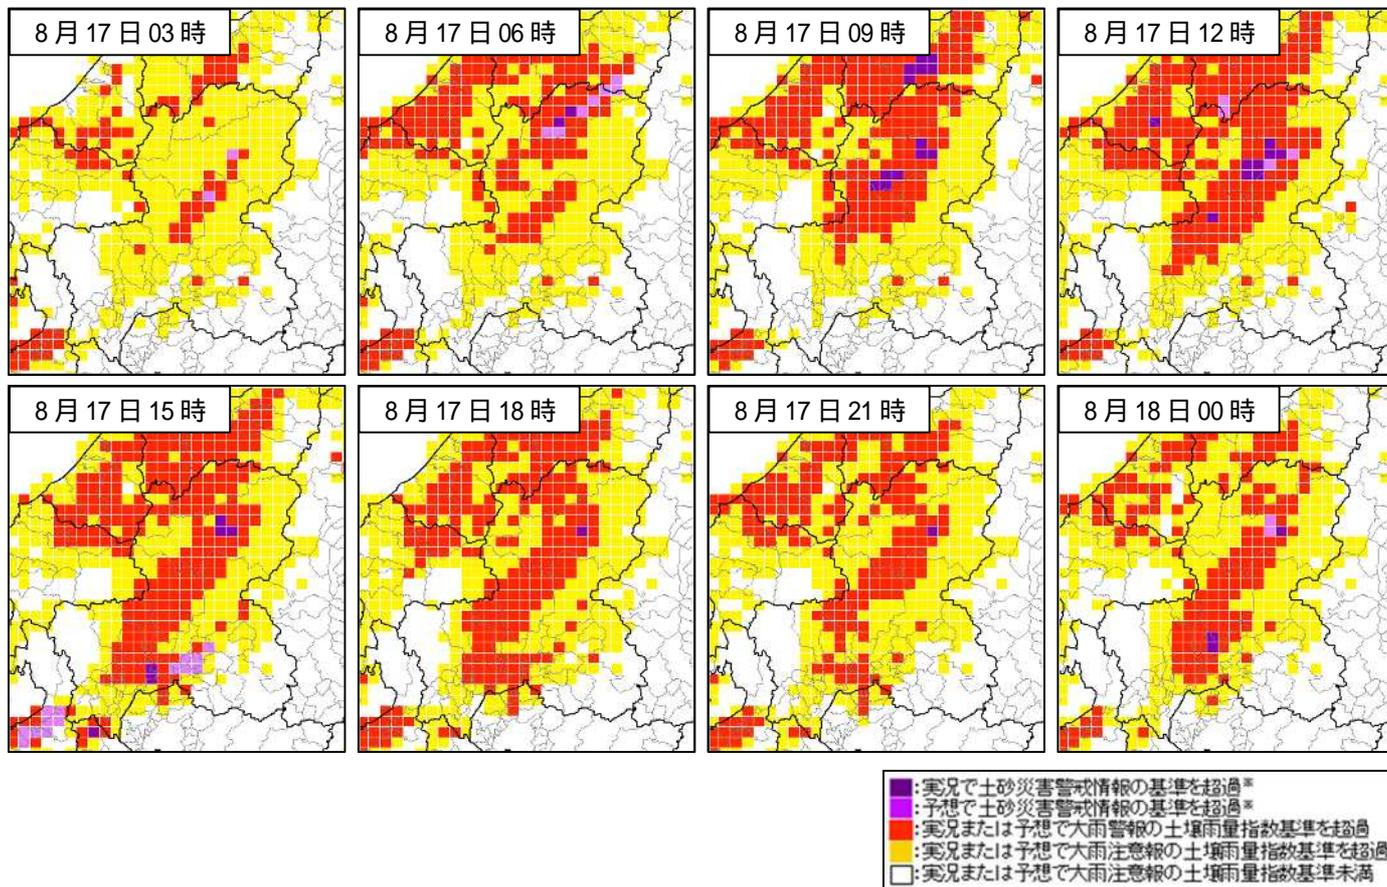 8月17日03時
8月17日06時
8月17日09時
8月17日12時
8月17日15時
8月17日18時
8月17日21時
8月18日00時
:実況で土砂災害警戒情報の基準を超過※
:予想で土砂災害警戒情報の基準を超過※
:実況または予想で大雨警報の土壌雨量指数基準を超過
:実況または予想で大雨注意報の土壌雨量指数基準を超過
:実況または予想で大雨注意報の土壌雨量指数基準未満